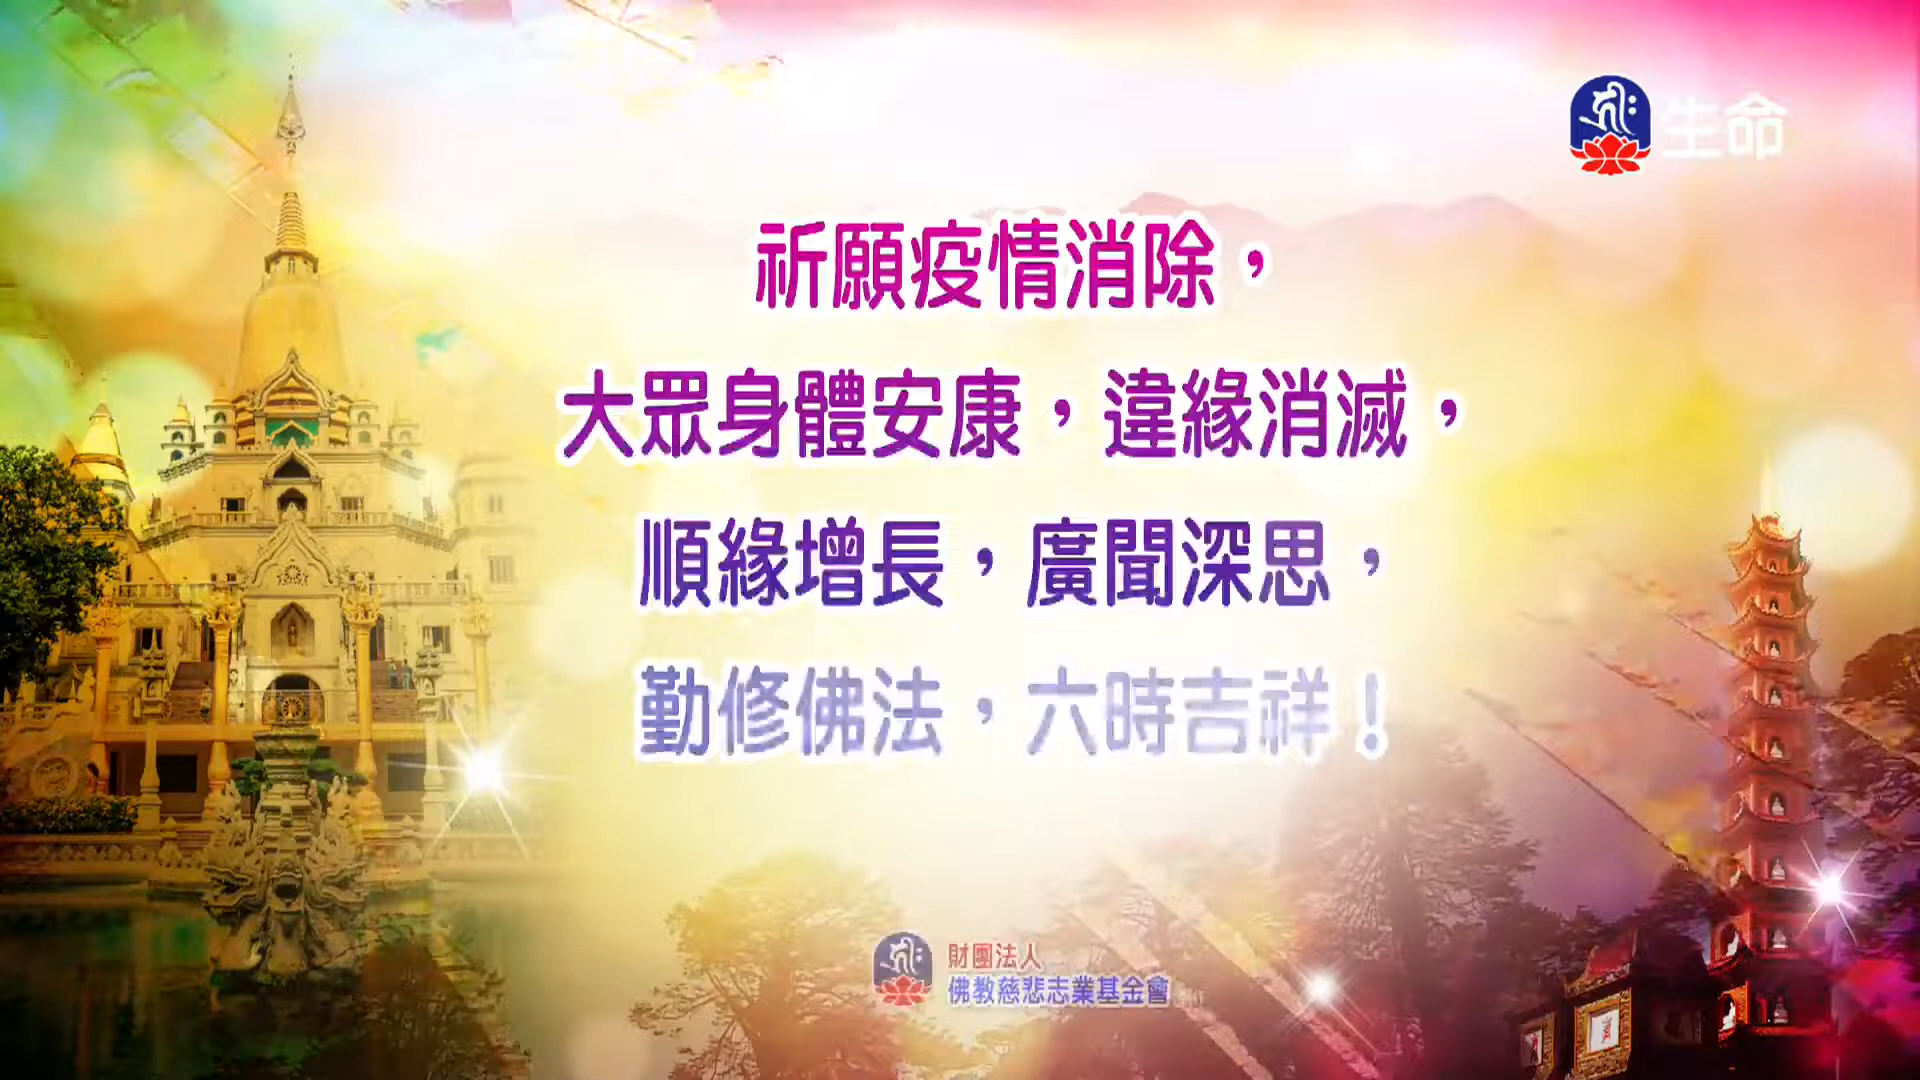 生命
祈願疫情消除，
大眾身體安康，違緣消滅，
順緣增長，廣聞深思，
勤修佛法，六時吉祥！
財團法人
佛教慈悲志業基金會